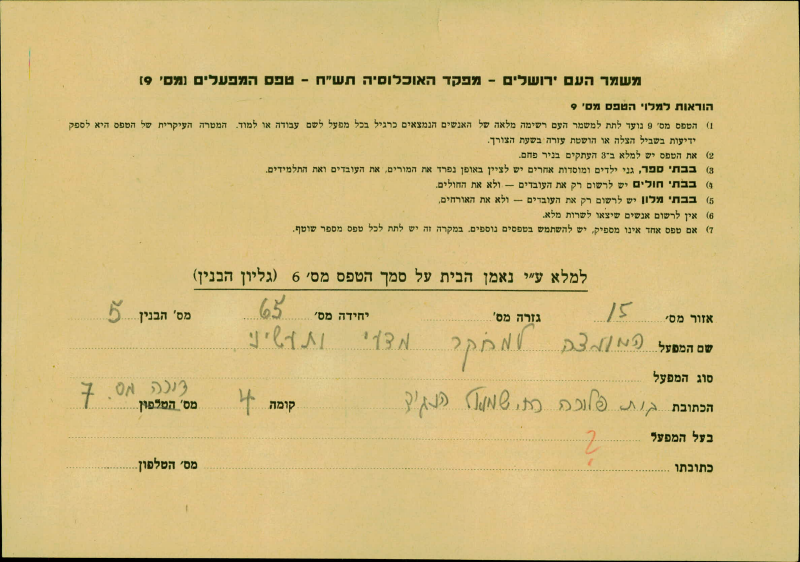 משמר העם ירושלים – מפקד האוכלוסיה תש״ח – טפס המפעלים (מס׳ 9)
הוראות למלוי הטפס מס׳ 9
1) הטפס מס׳ 9 נועד לתת למשמר העם רשימה מלאה של האנשים הנמצאים כרגיל בכל מפעל לשם עבודה או למוד. המטרה העיקרית של הטפס היא לספק
ידיעות בשביל הצלה או הושטת עזרה בשעת הצורך.
2) את הטפס יש למלא ב־3 העתקים בניר פחם.
3) בבתי ספר, גני ילדים ומוסדות אחרים יש לציין באופן נפרד את המורים, את העובדים ואת התלמידים.
4) בבתי חולים יש לרשום רק את העובדים — ולא את החולים.
5) בבתי מלון יש לרשום רק את העובדים — ולא את האורחים,
6) אין לרשום אנשים שיצאו לשרות מלא.
7) אם טפס אחד אינו מספיק, יש להשתמש בטפסים נוספים. במקרה זה יש לתת לכל טפס מספר שוטף.
למלא ע״י נאמן הבית על סמך הטפס מס׳ 6 (גליון הבנין)
אזור מס׳ 15 גזרה מס׳ יחידה מס׳ 65 מס׳ הבנין 5
שם המפעל המועצה למחקר מדעי ותעשיני
סוג המפעל
הכתובת בית פלורה רח׳ שמואל הנגיד קומה 4 מס׳ הטלפון דירה מס. 7
בעל המפעל ?
כתובתו מס׳ הטלפון